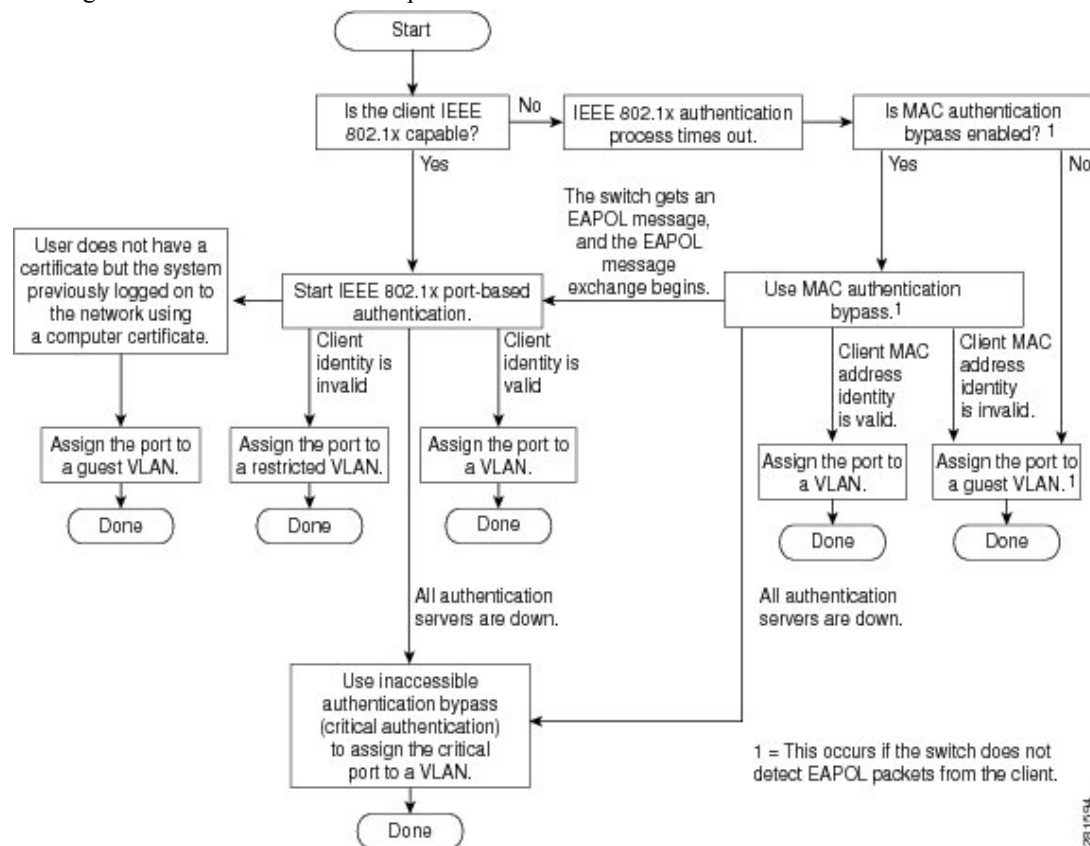 Start
Is the client IEEE
802.1x capable?
No
IEEE 802.1x authentication
process times out.
Is MAC authentication
bypass enabled? 1
Yes
Yes
No
The switch gets an
EAPOL message,
and the EAPOL
message
exchange begins.
User does not have a
certificate but the system
previously logged on to
the network using
a computer certificate.
Start IEEE 802.1x port-based
authentication.
Use MAC authentication
bypass.1
Client
identity is
invalid
Client
identity is
valid
Client MAC
address
identity
is valid.
Client MAC
address
identity
is invalid.
Assign the port to
a guest VLAN.
Assign the port to
a restricted VLAN.
Assign the port to
a VLAN.
Assign the port to
a VLAN.
Assign the port to
a guest VLAN.1
Done
Done
Done
Done
Done
All authentication
servers are down.
All authentication
servers are down.
Use inaccessible
authentication bypass
(critical authentication)
to assign the critical
port to a VLAN.
1 = This occurs if the switch does not
detect EAPOL packets from the client.
Done
281594